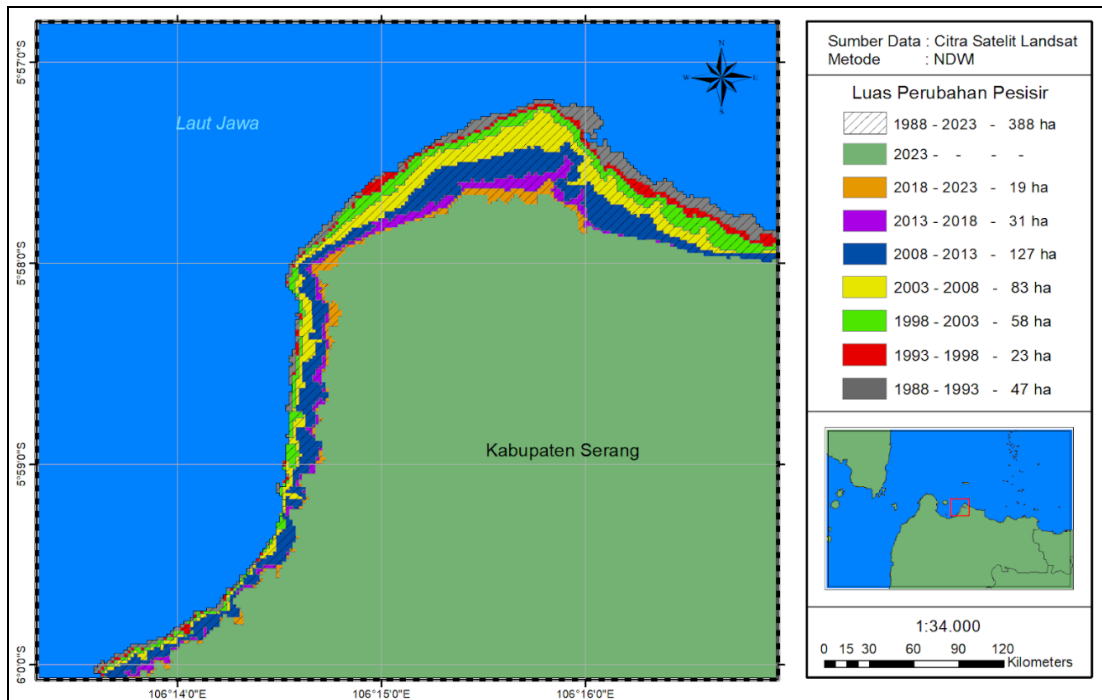 5°57'0"S
5°58'0"S
5°59'0"S
6°0'0"S
106°14'0"E
106°15'0"E
106°16'0"E
Laut Jawa
N
W
E
S
Kabupaten Serang
Sumber Data : Citra Satelit Landsat
Metode : NDWI
Luas Perubahan Pesisir
1988 - 2023 - 388 ha
2023 - - -
2018 - 2023 - 19 ha
2013 - 2018 - 31 ha
2008 - 2013 - 127 ha
2003 - 2008 - 83 ha
1998 - 2003 - 58 ha
1993 - 1998 - 23 ha
1988 - 1993 - 47 ha
1:34.000
0 15 30 60 90 120
Kilometers